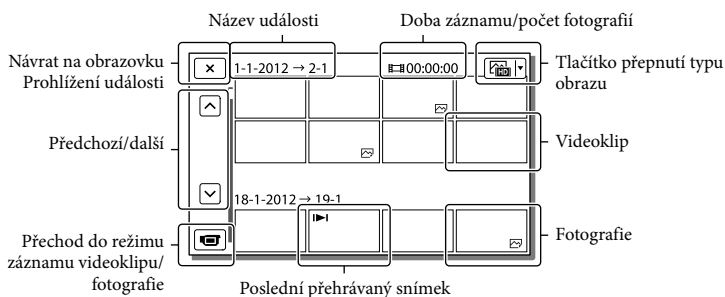 Název události
Doba záznamu/počet fotografií
Návrat na obrazovku
Prohlížení události
1-1-2012 → 2-1
00:00:00
HD
Tlačítko přepnutí typu
obrazu
Předchozí/další
Videoklip
18-1-2012 → 19-1
Přechod do režimu
záznamu videoklipu/
fotografie
Fotografie
Poslední přehrávaný snímek